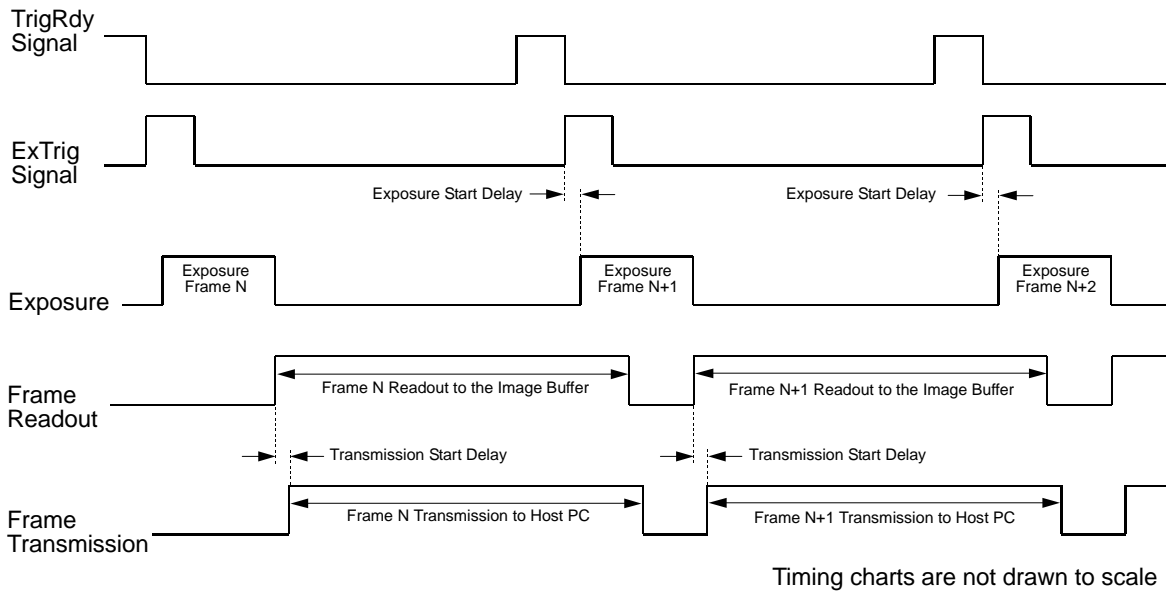 TrigRdy
Signal
ExTrig
Signal
Exposure Start Delay
Exposure Start Delay
Exposure
Exposure
Frame N
Exposure
Frame N+1
Exposure
Frame N+2
Frame
Readout
Frame N Readout to the Image Buffer
Frame N+1 Readout to the Image Buffer
Transmission Start Delay
Transmission Start Delay
Frame
Transmission
Frame N Transmission to Host PC
Frame N+1 Transmission to Host PC
Timing charts are not drawn to scale